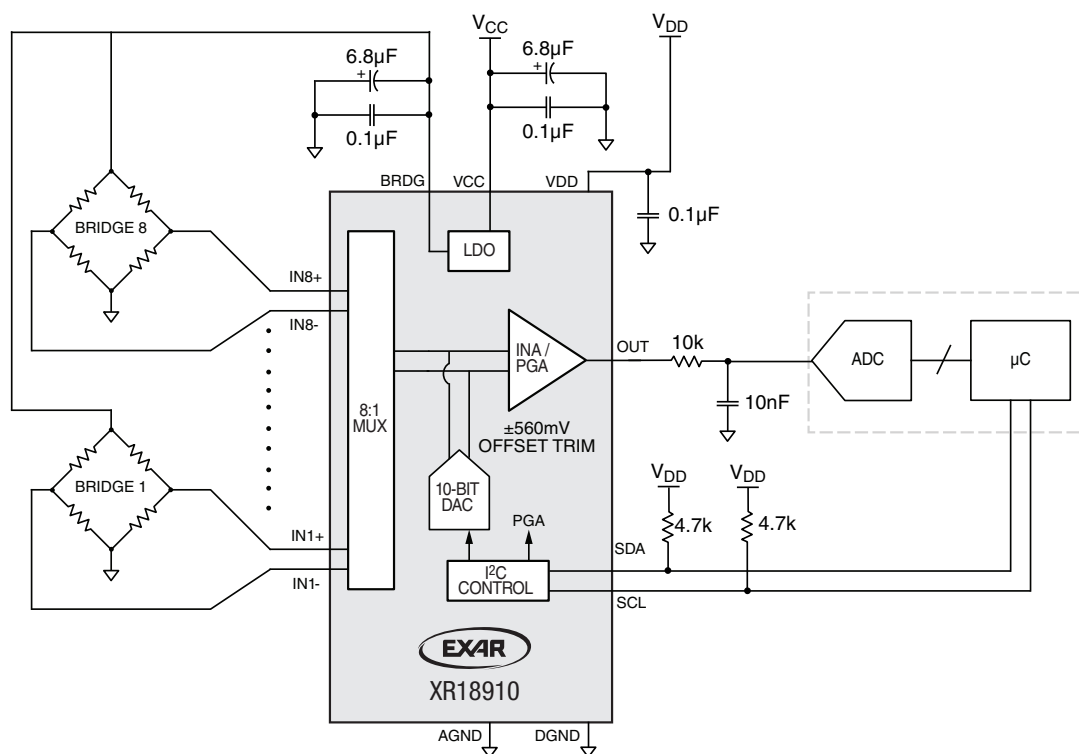 VCC
VDD
6.8µF
+
0.1µF
6.8µF
+
0.1µF
BRDG
VCC
VDD
0.1µF
BRIDGE 8
LDO
IN8+
IN8-
8:1
MUX
INA /
PGA
OUT
10k
10nF
ADC
µC
±560mV
OFFSET TRIM
BRIDGE 1
10-BIT
DAC
PGA
VDD
4.7k
VDD
4.7k
IN1+
IN1-
I²C
CONTROL
SDA
SCL
EXAR
XR18910
AGND
DGND